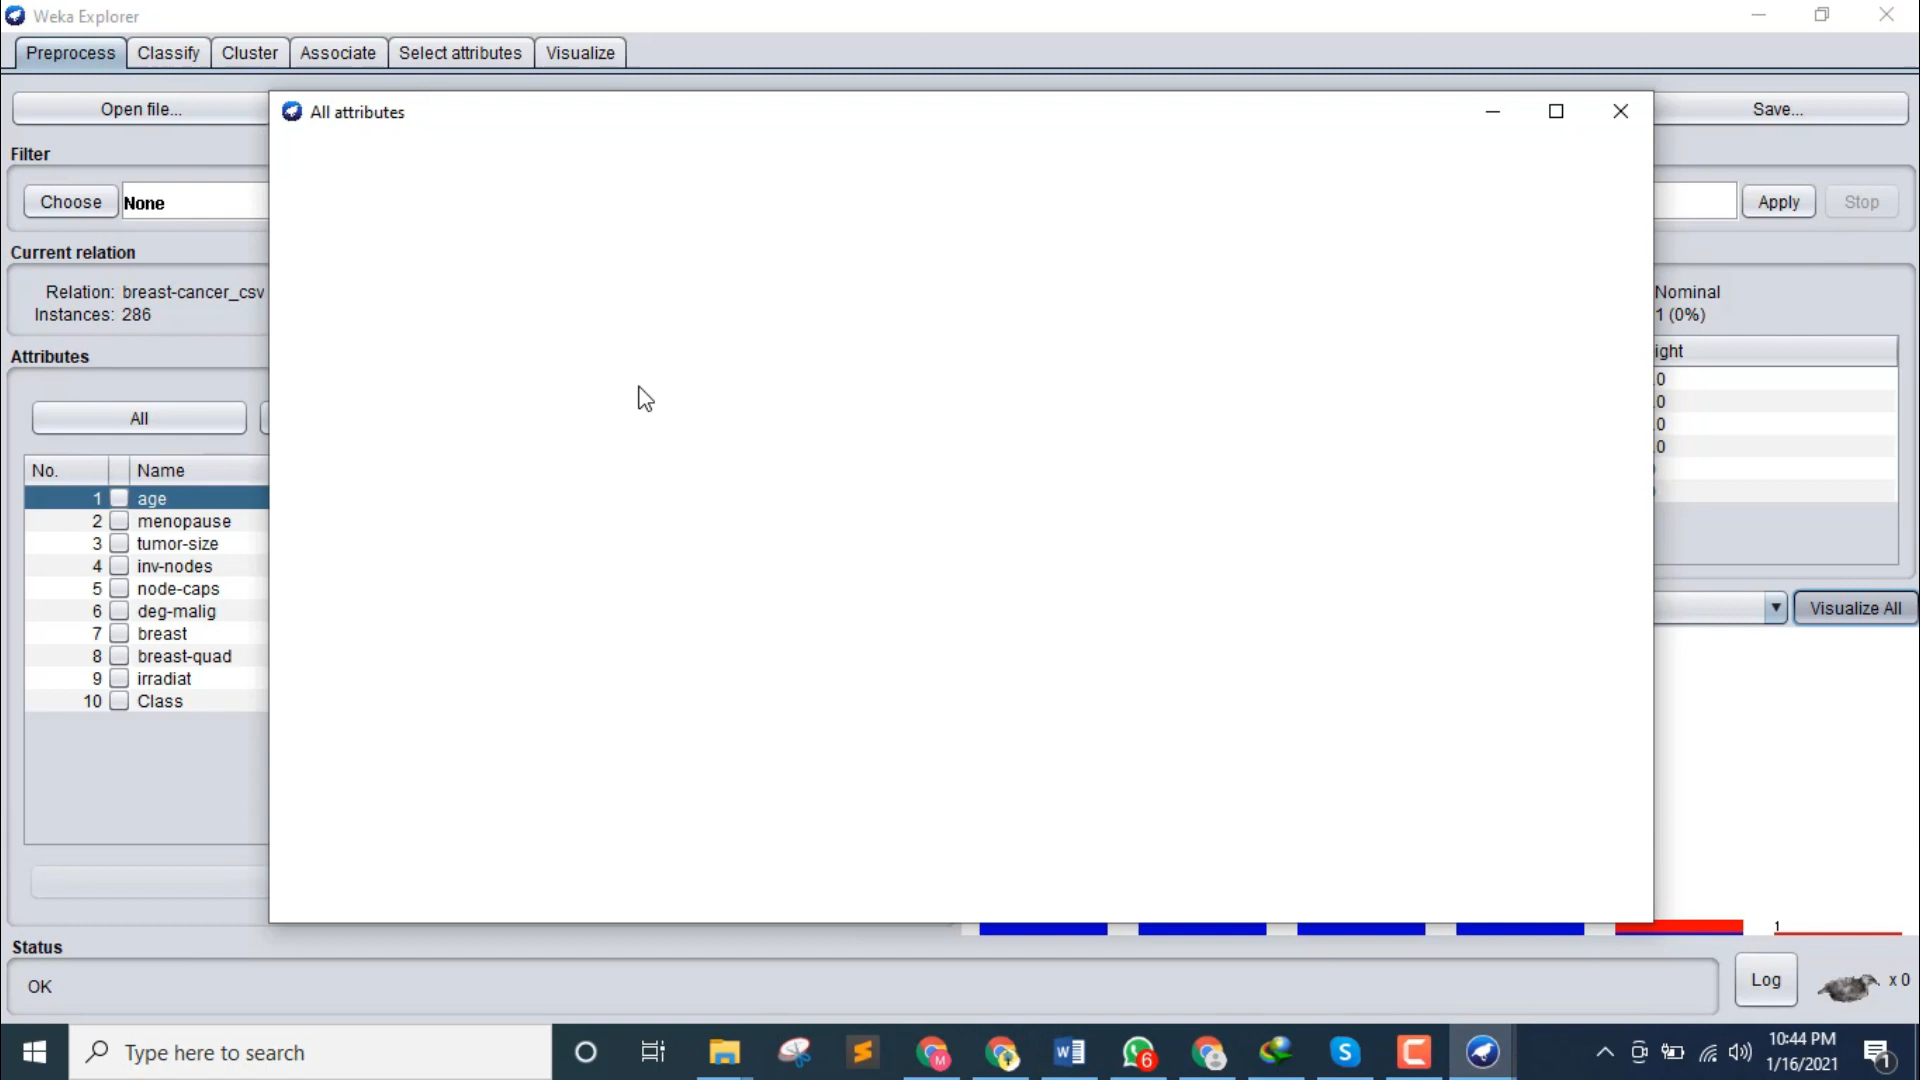 Weka Explorer
Preprocess Classify Cluster Associate Select attributes Visualize
Open file...
All attributes
Save...
Filter
Choose None
Apply Stop
Current relation
Relation: breast-cancer_csv
Instances: 286
Nominal
1 (0%)
Attributes
ight
All
.0
.0
.0
.0
No. Name
1 age
2 menopause
3 tumor-size
4 inv-nodes
5 node-caps
6 deg-malig
7 breast
8 breast-quad
9 irradiat
10 Class
Visualize All
1
Status
OK
Log
x 0
Type here to search
M
W
6
S
10:44 PM
1/16/2021
1